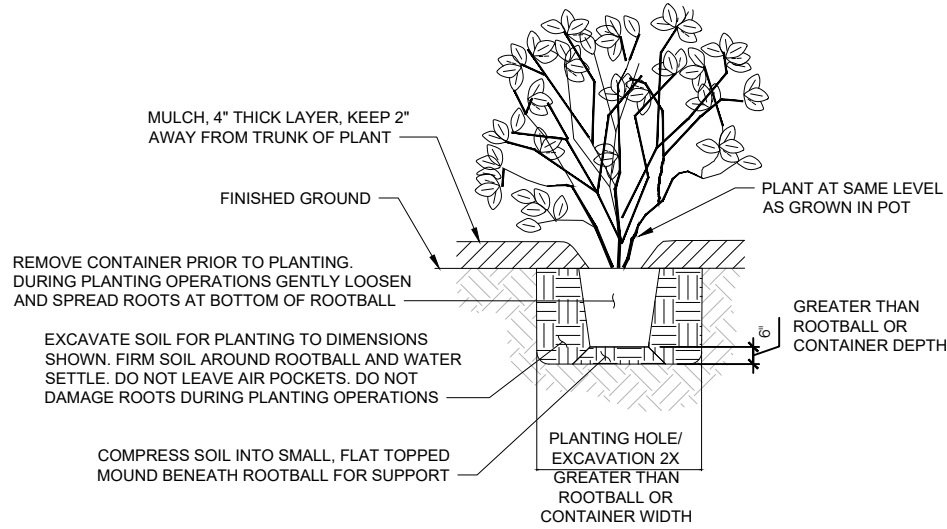 MULCH, 4" THICK LAYER, KEEP 2"
AWAY FROM TRUNK OF PLANT
FINISHED GROUND
PLANT AT SAME LEVEL
AS GROWN IN POT
REMOVE CONTAINER PRIOR TO PLANTING.
DURING PLANTING OPERATIONS GENTLY LOOSEN
AND SPREAD ROOTS AT BOTTOM OF ROOTBALL
EXCAVATE SOIL FOR PLANTING TO DIMENSIONS
SHOWN. FIRM SOIL AROUND ROOTBALL AND WATER
SETTLE. DO NOT LEAVE AIR POCKETS. DO NOT
DAMAGE ROOTS DURING PLANTING OPERATIONS
6"
GREATER THAN
ROOTBALL OR
CONTAINER DEPTH
COMPRESS SOIL INTO SMALL, FLAT TOPPED
MOUND BENEATH ROOTBALL FOR SUPPORT
PLANTING HOLE/
EXCAVATION 2X
GREATER THAN
ROOTBALL OR
CONTAINER WIDTH